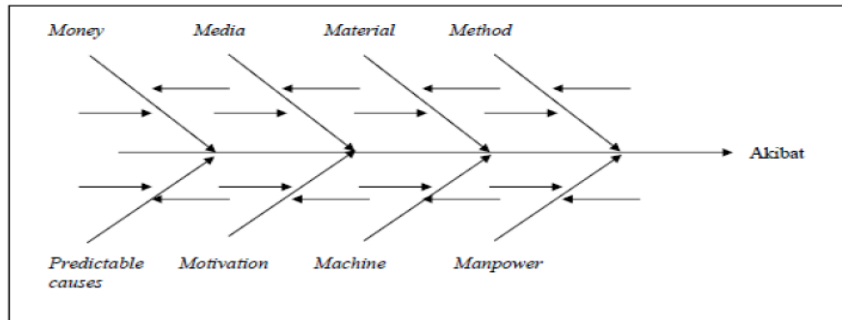 Money Media Material Method
Akibat
Predictable causes Motivation Machine Manpower